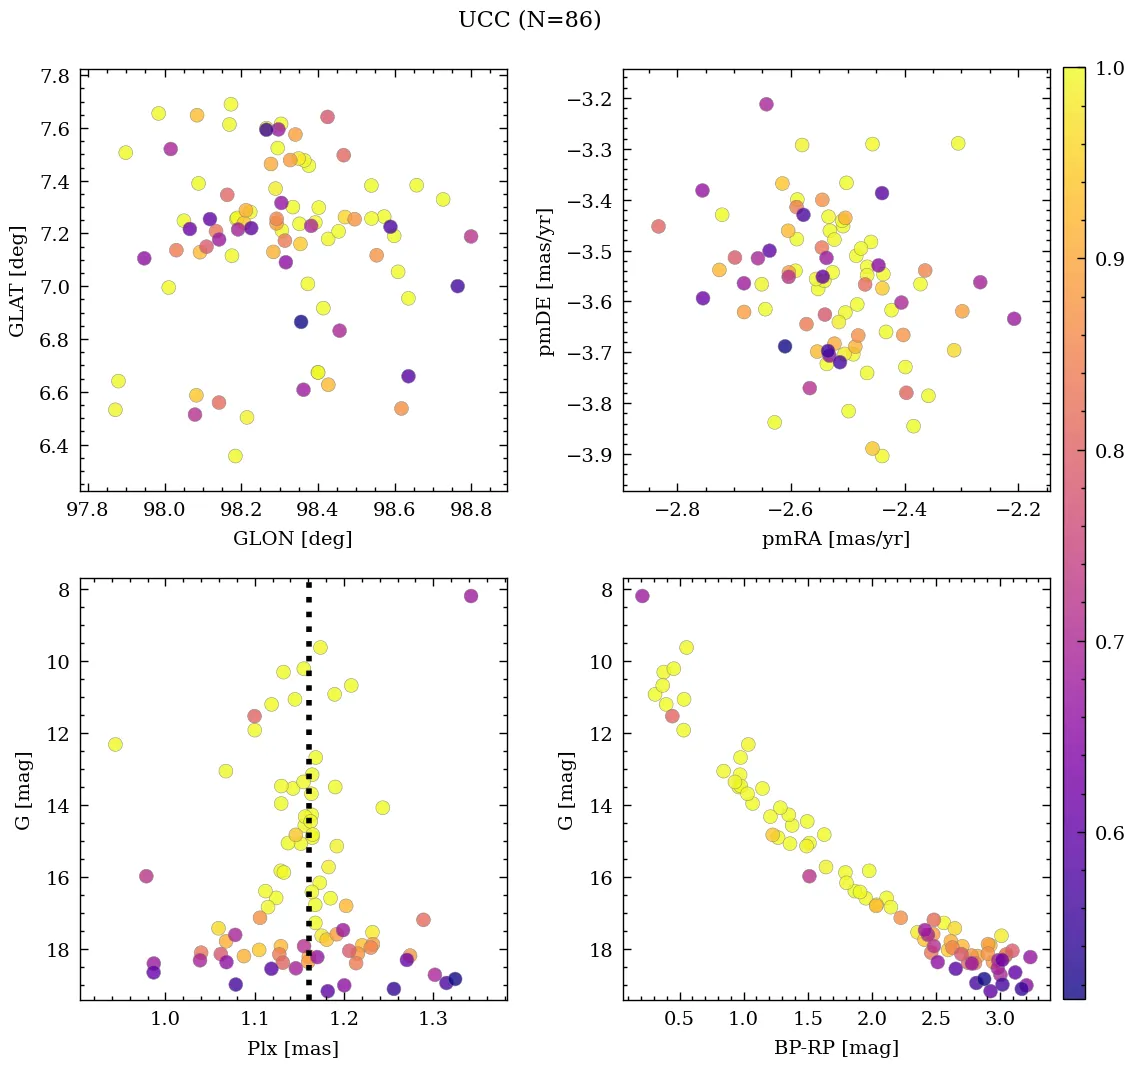 UCC (N=86)
7.8
7.6
7.4
7.2
7.0
6.8
6.6
6.4
GLAT [deg]
97.8 98.0 98.2 98.4 98.6 98.8
GLON [deg]
−3.2
−3.3
−3.4
−3.5
−3.6
−3.7
−3.8
−3.9
pmDE [mas/yr]
−2.8 −2.6 −2.4 −2.2
pmRA [mas/yr]
1.0
0.9
0.8
0.7
0.6
8
10
12
14
16
18
G [mag]
1.0 1.1 1.2 1.3
Plx [mas]
8
10
12
14
16
18
G [mag]
0.5 1.0 1.5 2.0 2.5 3.0
BP-RP [mag]